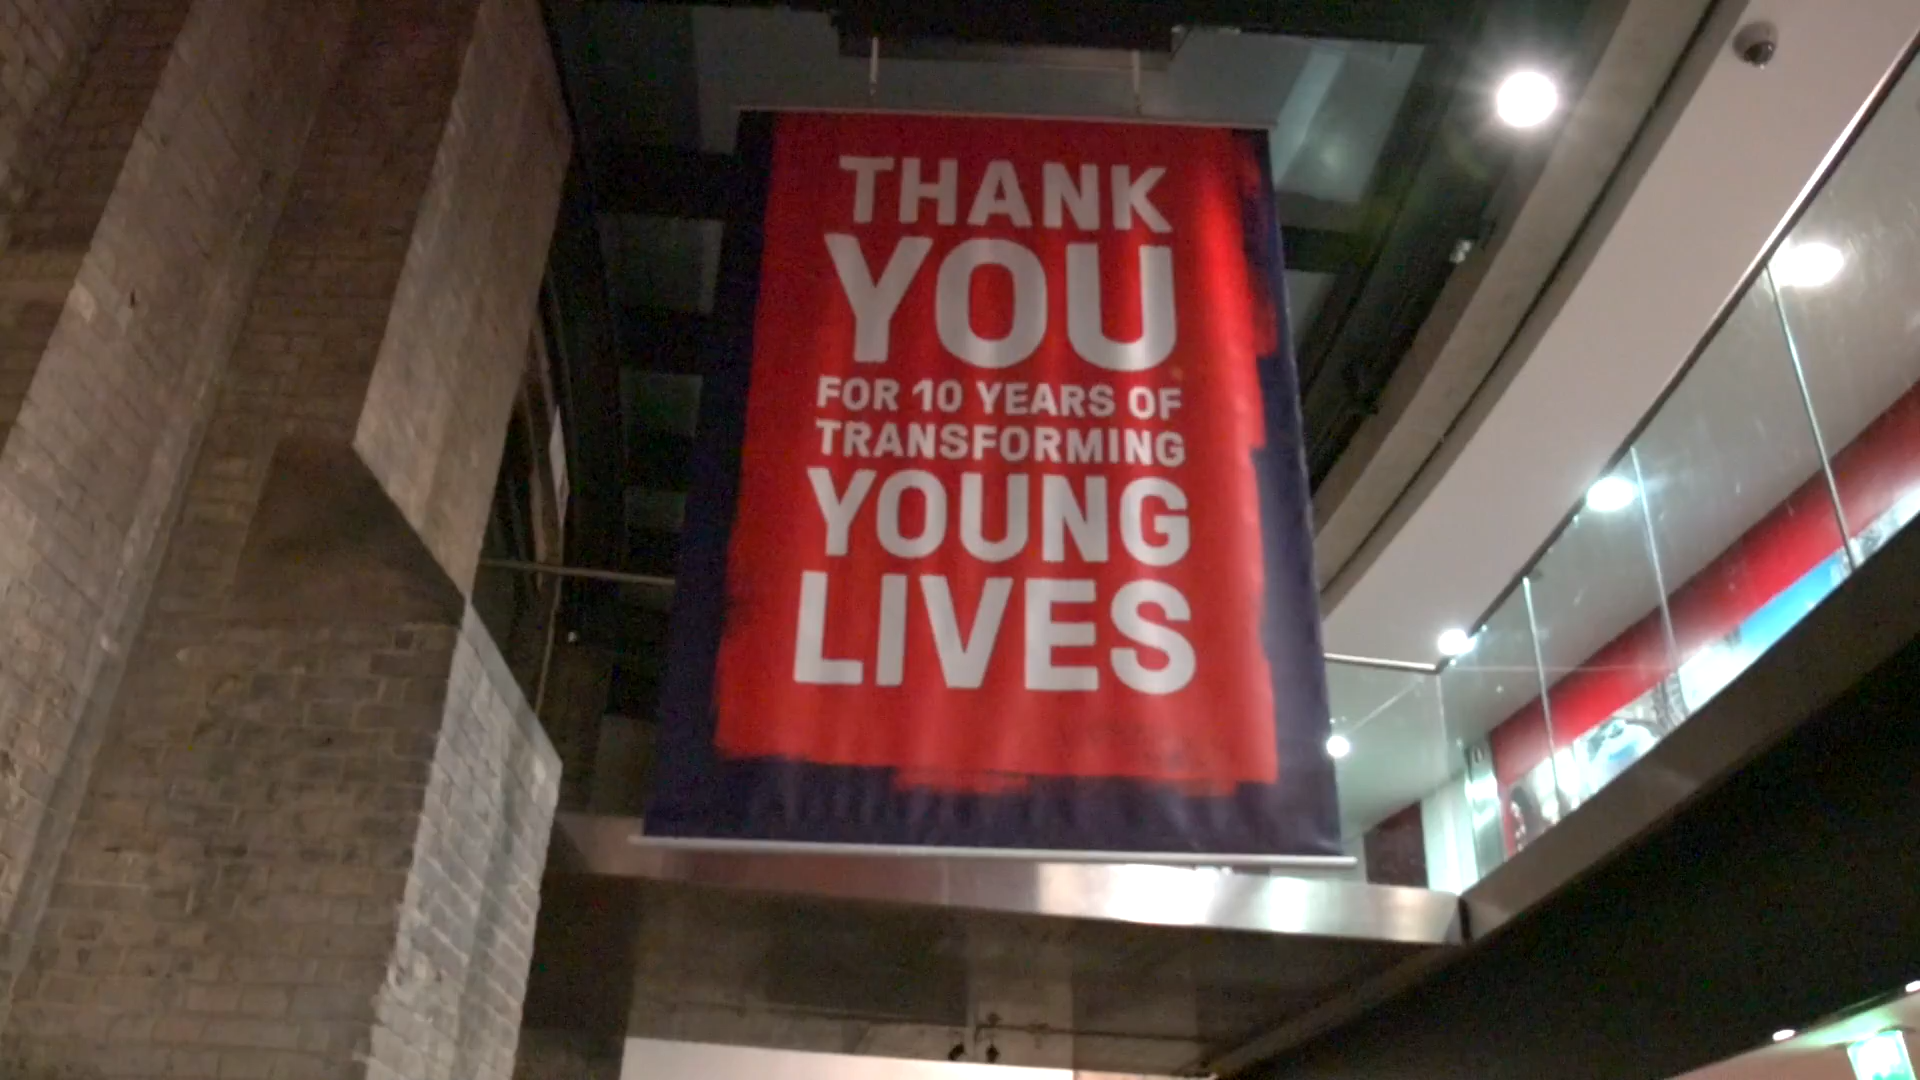 THANK
YOU
FOR 10 YEARS OF
TRANSFORMING
YOUNG
LIVES